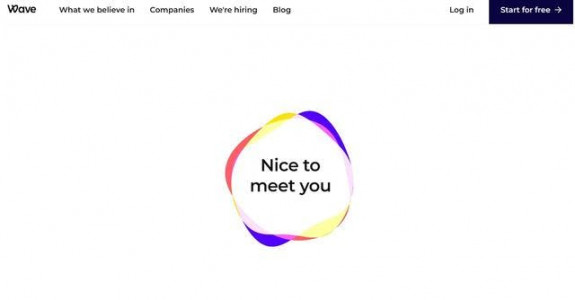 Wave What we believe in Companies We're hiring Blog Log in Start for free →
Nice to
meet you